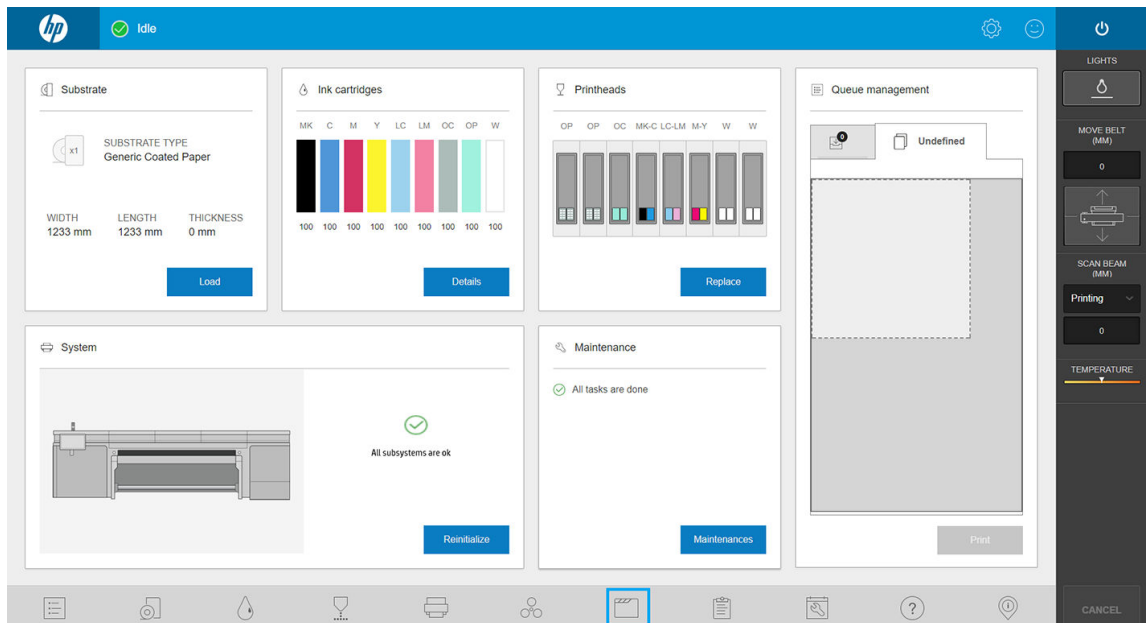 hp
Idle
Substrate
x1
SUBSTRATE TYPE
Generic Coated Paper
WIDTH LENGTH THICKNESS
1233 mm 1233 mm 0 mm
Load
Ink cartridges
MK C M Y LC LM OC OP W
100 100 100 100 100 100 100 100 100
Details
Printheads
OP OP OC MK-C LC-LM M-Y W W
Replace
Queue management
0
Undefined
Print
System
All subsystems are ok
Reinitialize
Maintenance
All tasks are done
Maintenances
LIGHTS
MOVE BELT
(MM)
0
SCAN BEAM
(MM)
Printing
0
TEMPERATURE
?
CANCEL